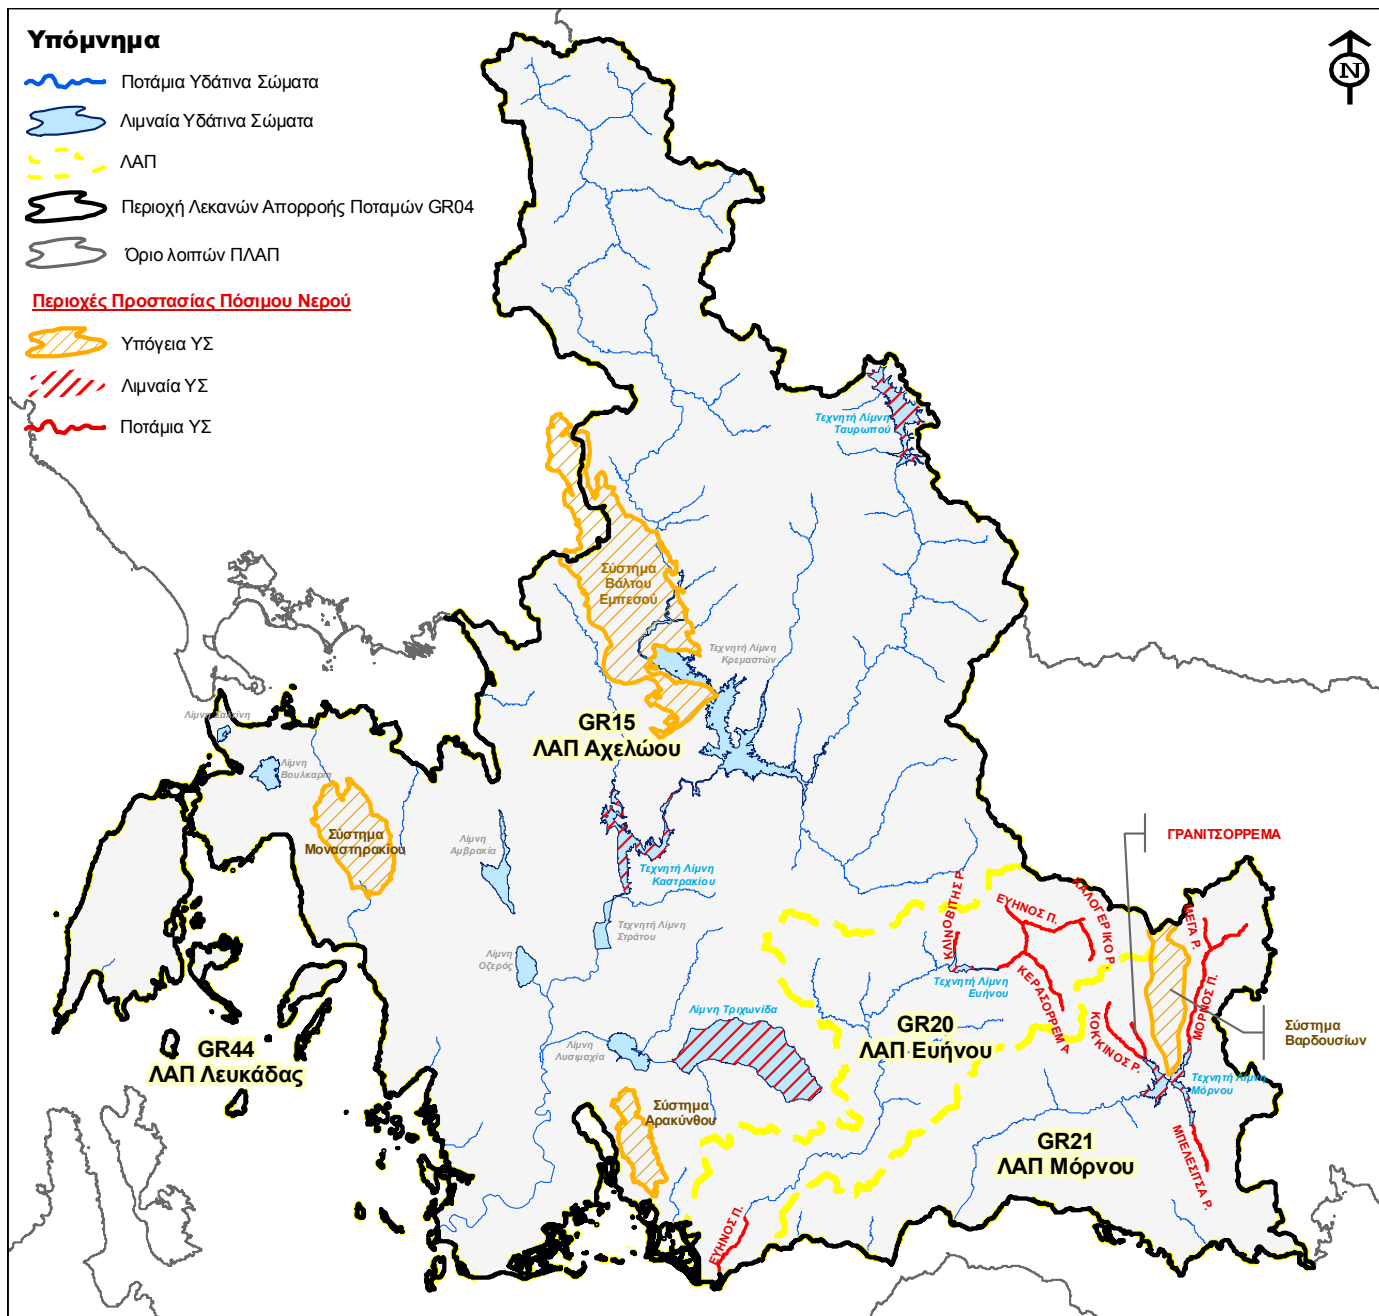 Υπόμνημα
Ποτάμια Υδάτινα Σώματα
Λιμναία Υδάτινα Σώματα
ΛΑΠ
Περιοχή Λεκανών Απορροής Ποταμών GR04
Όριο λοιπών ΠΛΑΠ
Περιοχές Προστασίας Πόσιμου Νερού
Υπόγεια ΥΣ
Λιμναία ΥΣ
Ποτάμια ΥΣ
N
Τεχνητή Λίμνη
Ταυρωπού
Σύστημα
Βάλτου
Εμπεσού
Τεχνητή Λίμνη
Κρεμαστών
GR15
ΛΑΠ Αχελώου
Λίμνη
Λίμνη
Βουλκαρια
Σύστημα
Μοναστηρακίου
Λίμνη
Αμβρακία
Τεχνητή Λίμνη
Καστρακίου
ΓΡΑΝΙΤΣΟΡΡΕΜΑ
Τεχνητή Λίμνη
Στράτου
Λίμνη
Οζερός
ΚΛΙΝΟΒΙΤΗΣ Ρ.
ΕΥΗΝΟΣ Π.
ΚΑΛΟΓΕΡΙΚΟ Ρ.
ΜΕΓΑ Ρ.
Τεχνητή Λίμνη
Ευήνου
ΚΕΡΑΣΟΡΡΕΜΑ
ΚΟΚΚΙΝΟΣ Ρ.
ΜΟΡΝΟΣ Π.
Λίμνη Τριχωνίδα
GR20
ΛΑΠ Ευήνου
Σύστημα
Βαρδουσίων
Λίμνη
Λυσιμαχία
GR44
ΛΑΠ Λευκάδας
Τεχνητή Λίμνη
Μόρνου
Σύστημα
Αρακύνθου
GR21
ΛΑΠ Μόρνου
ΜΠΕΛΕΣΙΤΣΑ Ρ.
ΕΥΗΝΟΣ Π.